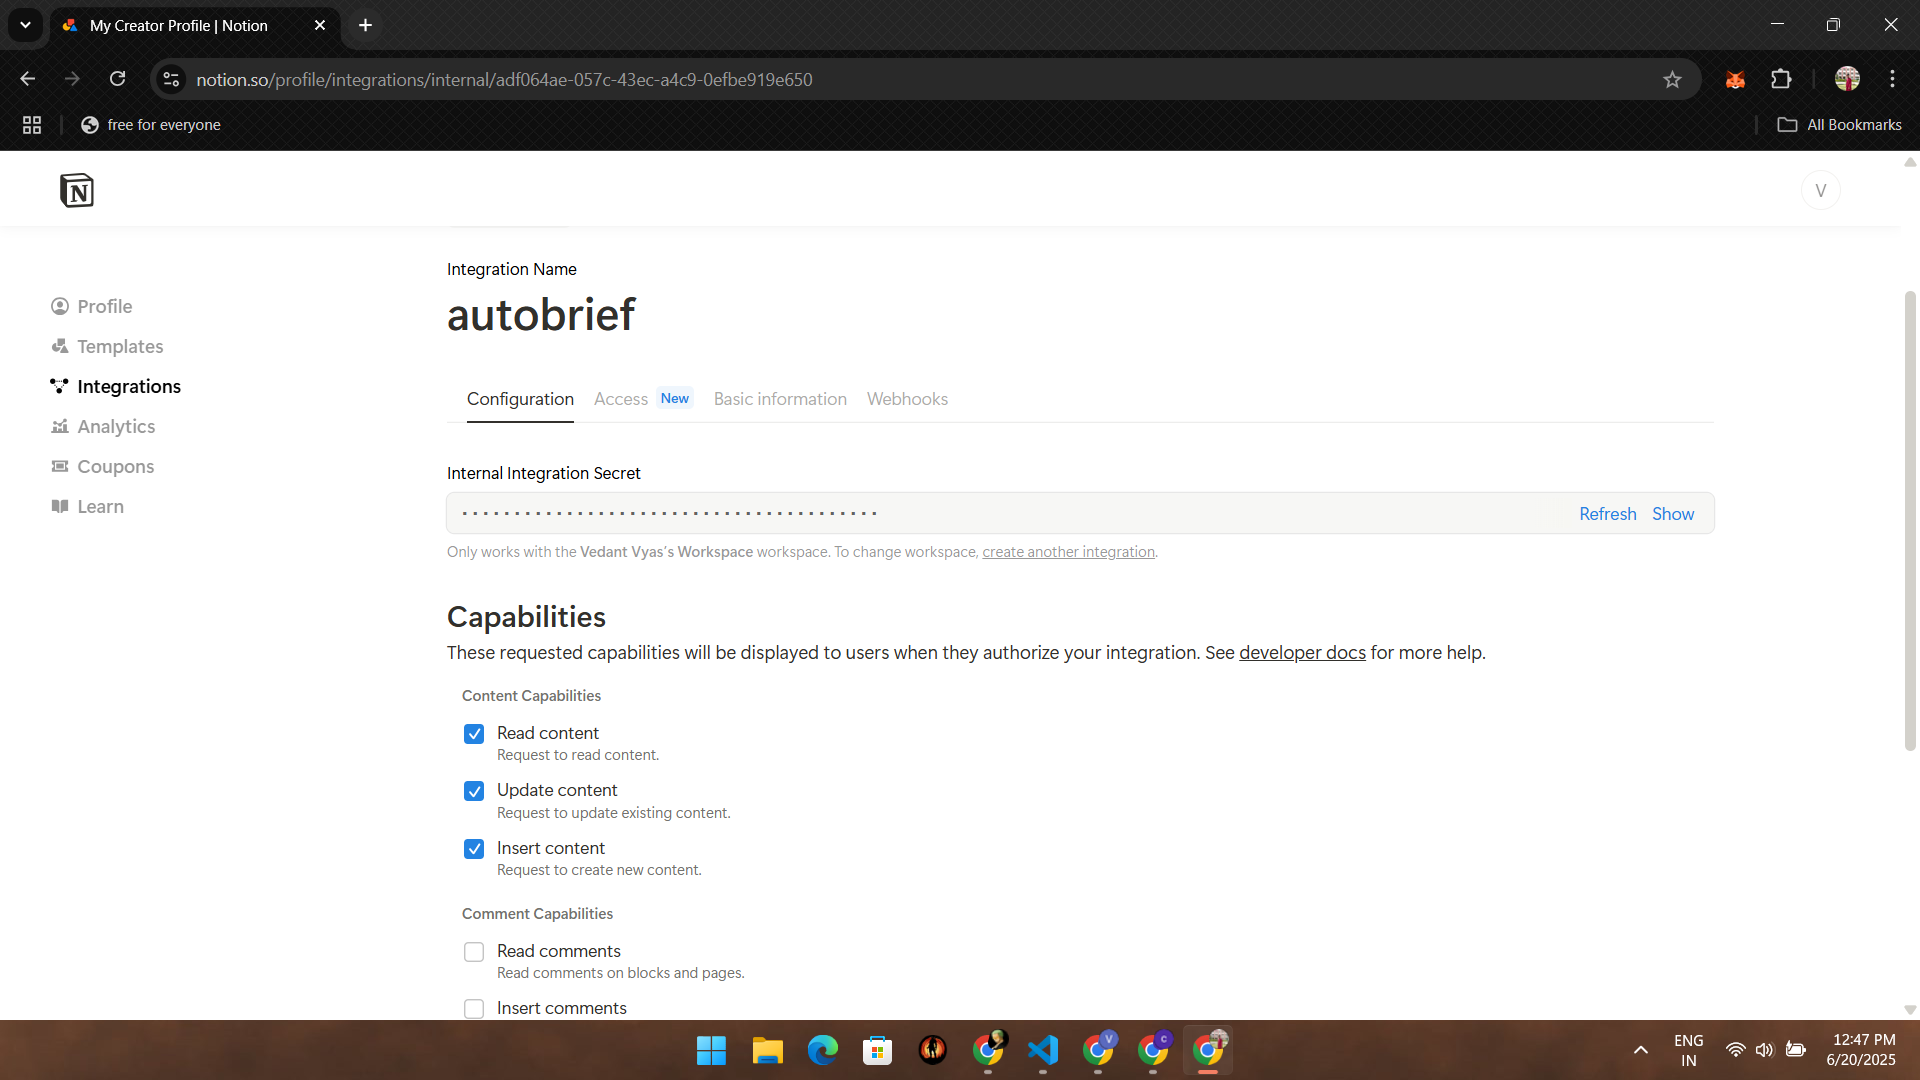 My Creator Profile | Notion
notion.so/profile/integrations/internal/adf064ae-057c-43ec-a4c9-0efbe919e650
free for everyone
All Bookmarks
N
V
Profile
Templates
Integrations
Analytics
Coupons
Learn
Integration Name
autobrief
Configuration Access New Basic information Webhooks
Internal Integration Secret
Refresh Show
Only works with the Vedant Vyas's Workspace workspace. To change workspace, create another integration.
Capabilities
These requested capabilities will be displayed to users when they authorize your integration. See developer docs for more help.
Content Capabilities
Read content
Request to read content.
Update content
Request to update existing content.
Insert content
Request to create new content.
Comment Capabilities
Read comments
Read comments on blocks and pages.
Insert comments
V
C
ENG
IN
12:47 PM
6/20/2025